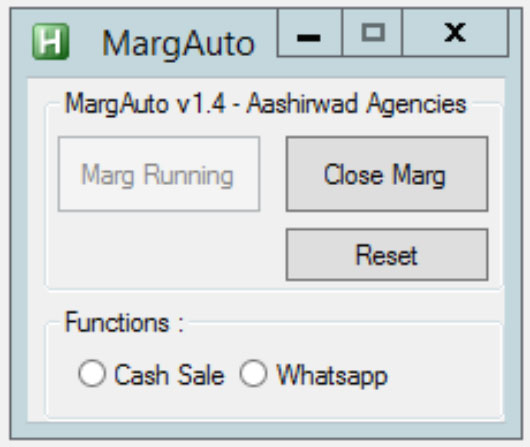 H MargAuto
MargAuto v1.4 - Aashirwad Agencies
Marg Running Close Marg
Reset
Functions :
Cash Sale Whatsapp